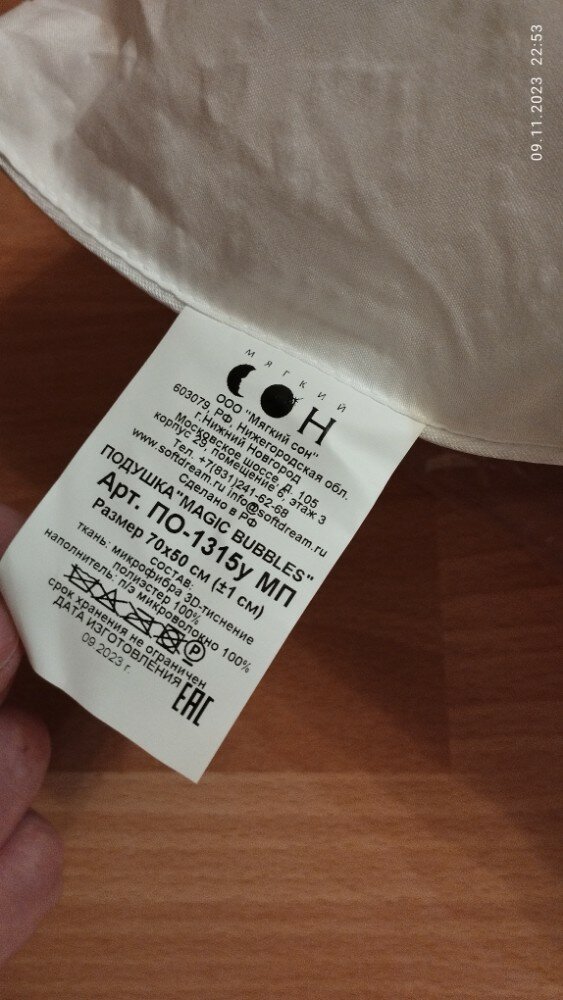 09.11.2023 22:53
МЯГКИЙ
СОН
ООО "Мягкий сон"
603079 РФ, Нижегородская обл.
г.Нижний Новгород
Московское шоссе, д. 105
корпус 29, помещение 6, этаж 3
Тел. +7(831)241-62-68
www.softdream.ru info@softdream.ru
Сделано в РФ
ПОДУШКА "MAGIC BUBBLES"
Арт. ПО-1315у МП
Размер 70х50 см (±1 см)
СОСТАВ:
ткань: микрофибра 3D-тиснение
полиэстер 100%
наполнитель: п/э микроволокно 100%
P
срок хранения не ограничен
ДАТА ИЗГОТОВЛЕНИЯ
09.2023 г.
EAC